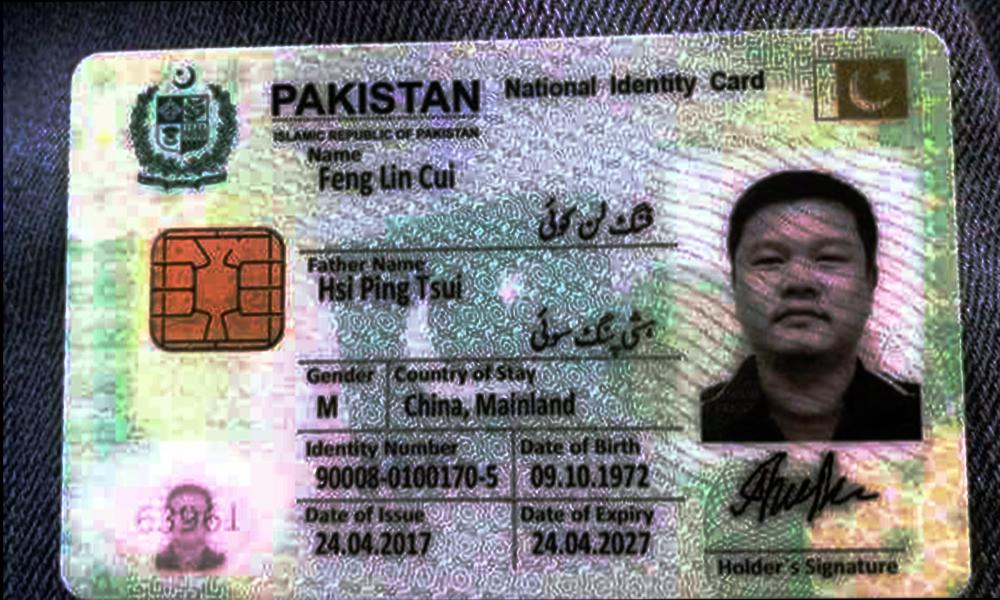 PAKISTAN National Identity Card
ISLAMIC REPUBLIC OF PAKISTAN
Name
Feng Lin Cui
فنگ لن کوئی
Father Name
Hsi Ping Tsui
ہشی پنگ سوئی
Gender Country of Stay
M China, Mainland
Identity Number Date of Birth
90008-0100170-5 09.10.1972
Date of Issue Date of Expiry
24.04.2017 24.04.2027
63961
Holder's Signature